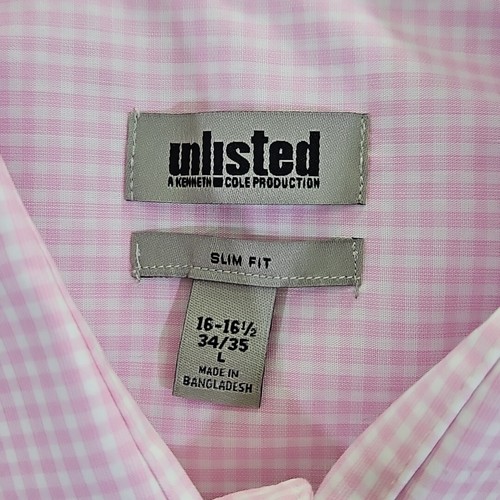 unlisted
A KENNETH COLE PRODUCTION
SLIM FIT
16-16½
34/35
L
MADE IN
BANGLADESH